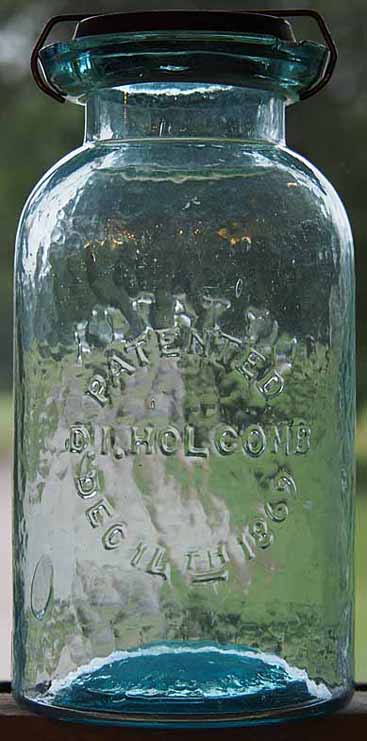 PATENTED
D.I. HOLCOMB
DEC 14TH 1869